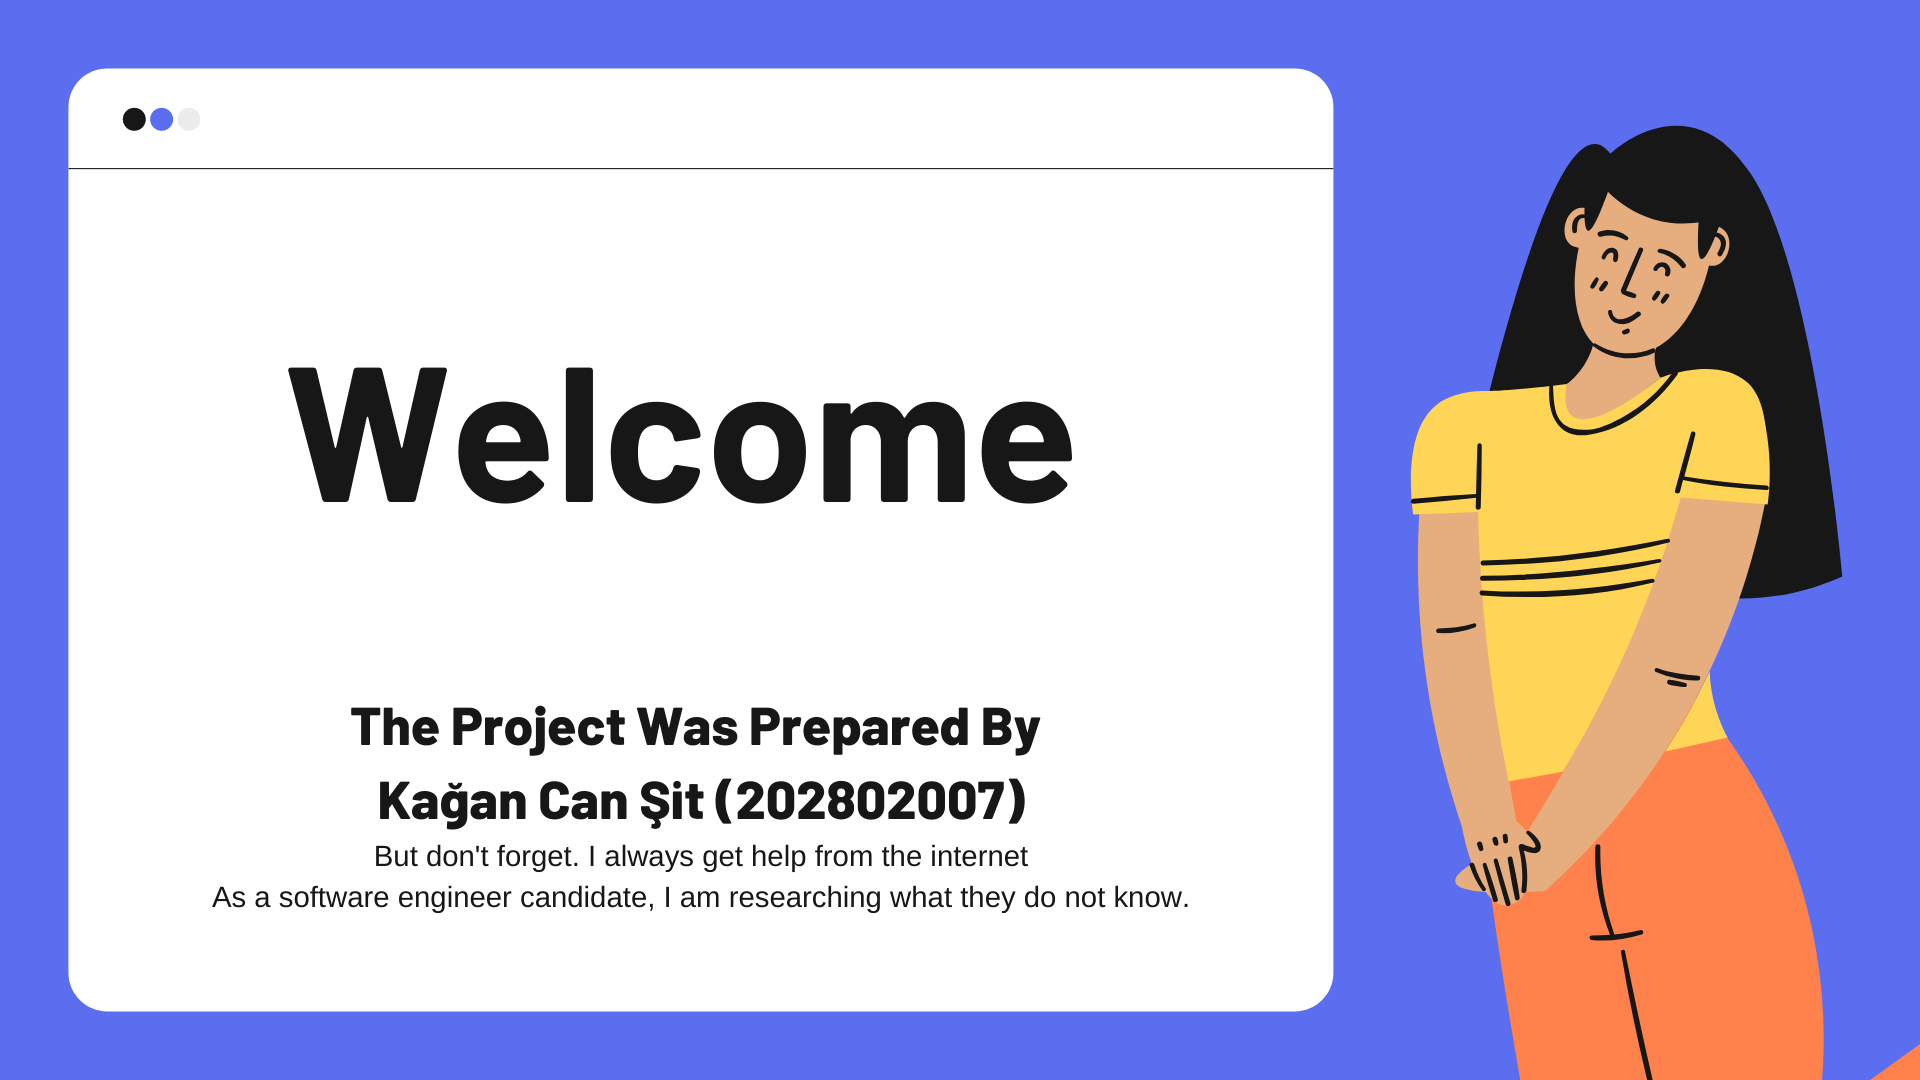 Welcome
The Project Was Prepared By
Kağan Can Şit (202802007)
But don't forget. I always get help from the internet
As a software engineer candidate, I am researching what they do not know.